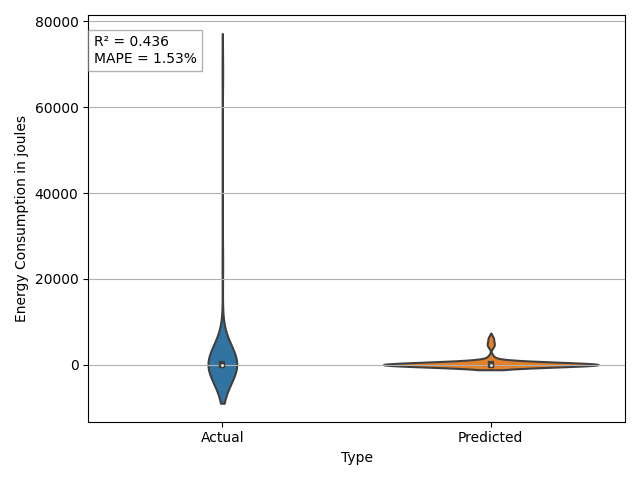 80000
R² = 0.436
MAPE = 1.53%
60000
40000
20000
0
Energy Consumption in joules
Actual
Predicted
Type